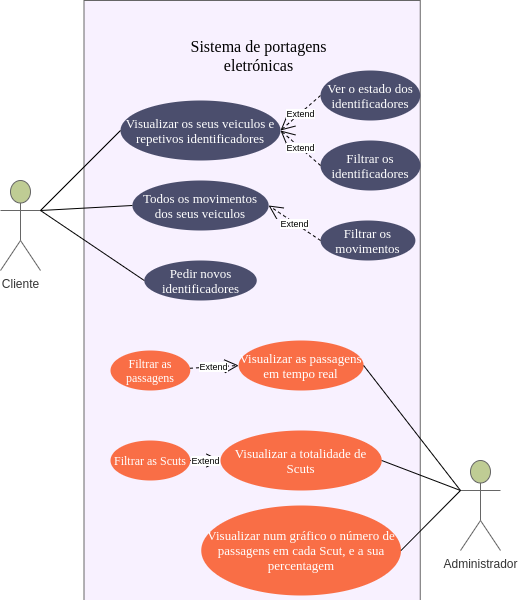 Sistema de portagens
eletrónicas
Ver o estado dos
identificadores
Extend
Visualizar os seus veiculos e
repetivos identificadores
Extend
Filtrar os
identificadores
Todos os movimentos
dos seus veiculos
Extend
Filtrar os
movimentos
Cliente
Pedir novos
identificadores
Filtrar as
passagens
Extend
Visualizar as passagens
em tempo real
Filtrar as Scuts
Extend
Visualizar a totalidade de
Scuts
Visualizar num gráfico o número de
passagens em cada Scut, e a sua
percentagem
Administrador